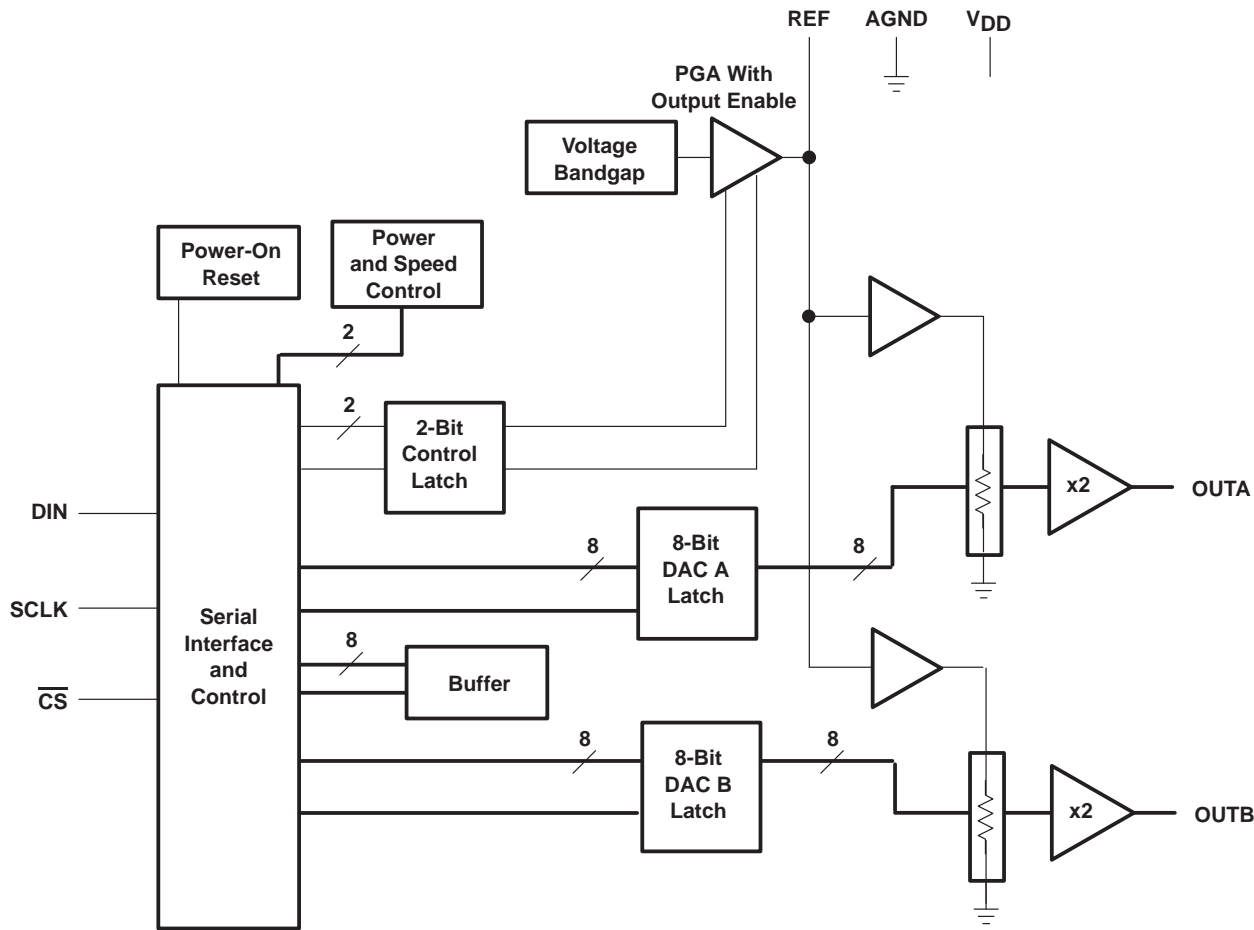 REF AGND VDD
PGA With
Output Enable
Voltage
Bandgap
Power-On
Reset
Power
and Speed
Control
2
2
2-Bit
Control
Latch
x2
OUTA
DIN
8
8-Bit
DAC A
Latch
8
SCLK
Serial
Interface
and
Control
8
Buffer
CS
8
8-Bit
DAC B
Latch
8
x2
OUTB